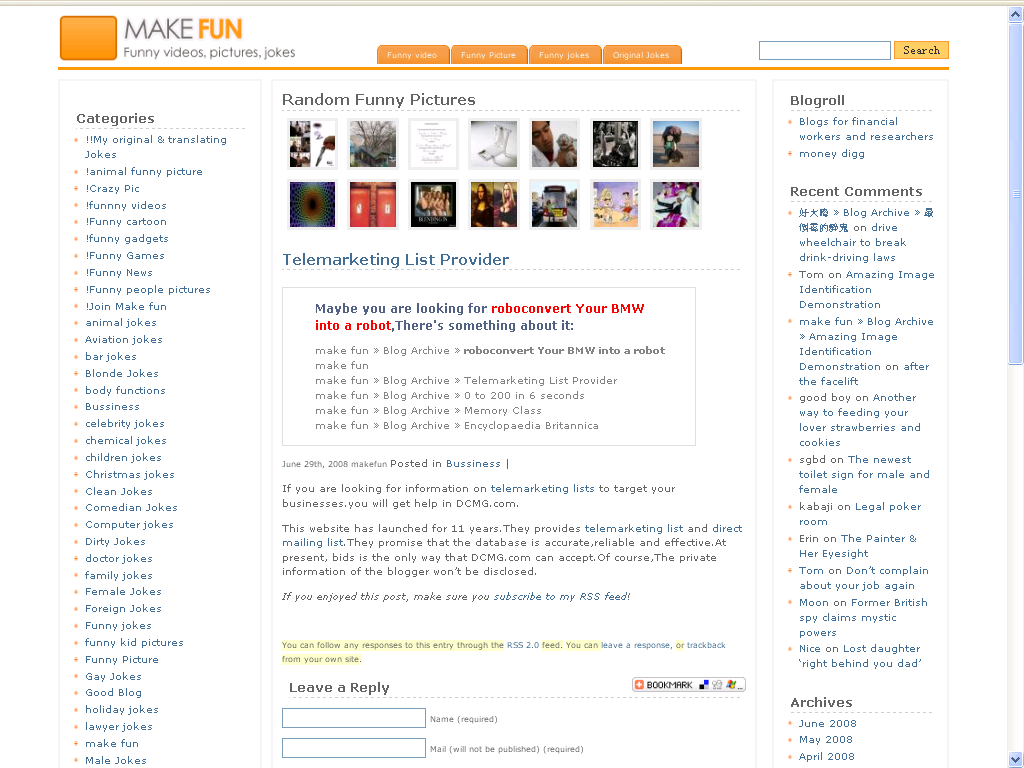 MAKE FUN
Funny videos, pictures, jokes
Funny video
Funny Picture
Funny jokes
Original Jokes
Search
Categories
!!My original & translating
Jokes
!animal funny picture
!Crazy Pic
!funnny videos
!Funny cartoon
!funny gadgets
!Funny Games
!Funny News
!Funny people pictures
!Join Make fun
animal jokes
Aviation jokes
bar jokes
Blonde Jokes
body functions
Bussiness
celebrity jokes
chemical jokes
children jokes
Christmas jokes
Clean Jokes
Comedian Jokes
Computer jokes
Dirty Jokes
doctor jokes
family jokes
Female Jokes
Foreign Jokes
Funny jokes
funny kid pictures
Funny Picture
Gay Jokes
Good Blog
holiday jokes
lawyer jokes
make fun
Male Jokes
Random Funny Pictures
Telemarketing List Provider
Maybe you are looking for roboconvert Your BMW
into a robot,There's something about it:
make fun » Blog Archive » roboconvert Your BMW into a robot
make fun
make fun » Blog Archive » Telemarketing List Provider
make fun » Blog Archive » 0 to 200 in 6 seconds
make fun » Blog Archive » Memory Class
make fun » Blog Archive » Encyclopaedia Britannica
June 29th, 2008 makefun Posted in Bussiness |
If you are looking for information on telemarketing lists to target your
businesses.you will get help in DCMG.com.
This website has launched for 11 years.They provides telemarketing list and direct
mailing list.They promise that the database is accurate,reliable and effective.At
present, bids is the only way that DCMG.com can accept.Of course,The private
information of the blogger won't be disclosed.
If you enjoyed this post, make sure you subscribe to my RSS feed!
You can follow any responses to this entry through the RSS 2.0 feed. You can leave a response, or trackback
from your own site.
Leave a Reply
BOOKMARK
Name (required)
Mail (will not be published) (required)
Blogroll
Blogs for financial
workers and researchers
money digg
Recent Comments
» Blog Archive » 最
on drive
wheelchair to break
drink-driving laws
Tom on Amazing Image
Identification
Demonstration
make fun » Blog Archive
» Amazing Image
Identification
Demonstration on after
the facelift
good boy on Another
way to feeding your
lover strawberries and
cookies
sgbd on The newest
toilet sign for male and
female
kabaji on Legal poker
room
Erin on The Painter &
Her Eyesight
Tom on Don’t complain
about your job again
Moon on Former British
spy claims mystic
powers
Nice on Lost daughter
‘right behind you dad’
Archives
June 2008
May 2008
April 2008